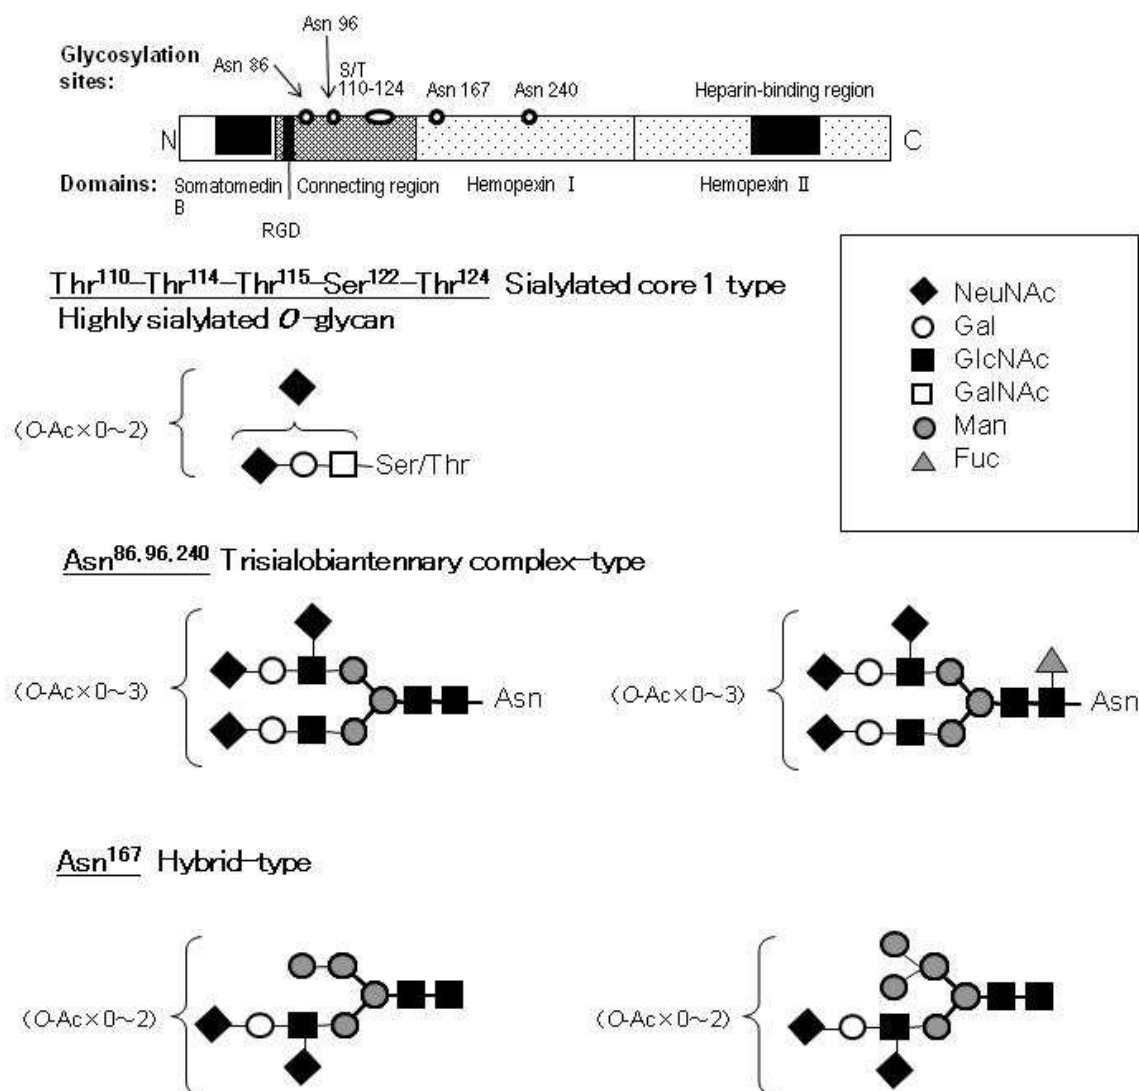 Asn 96
Glycosylation sites:
Asn 86
S/T
110-124
Asn 167
Asn 240
Heparin-binding region
N
C
Domains:
Somatomedin B
Connecting region
Hemopexin Ⅰ
Hemopexin Ⅱ
RGD
Thr110-Thr114-Thr115-Ser122-Thr124 Sialylated core 1 type
Highly sialylated O-glycan
NeuNAc
Gal
GlcNAc
GalNAc
Man
Fuc
(O-Ac×0~2)
Ser/Thr
Asn86,96,240 Trisialobiantennary complex-type
(O-Ac×0~3)
Asn
(O-Ac×0~3)
Asn
Asn167 Hybrid-type
(O-Ac×0~2)
(O-Ac×0~2)